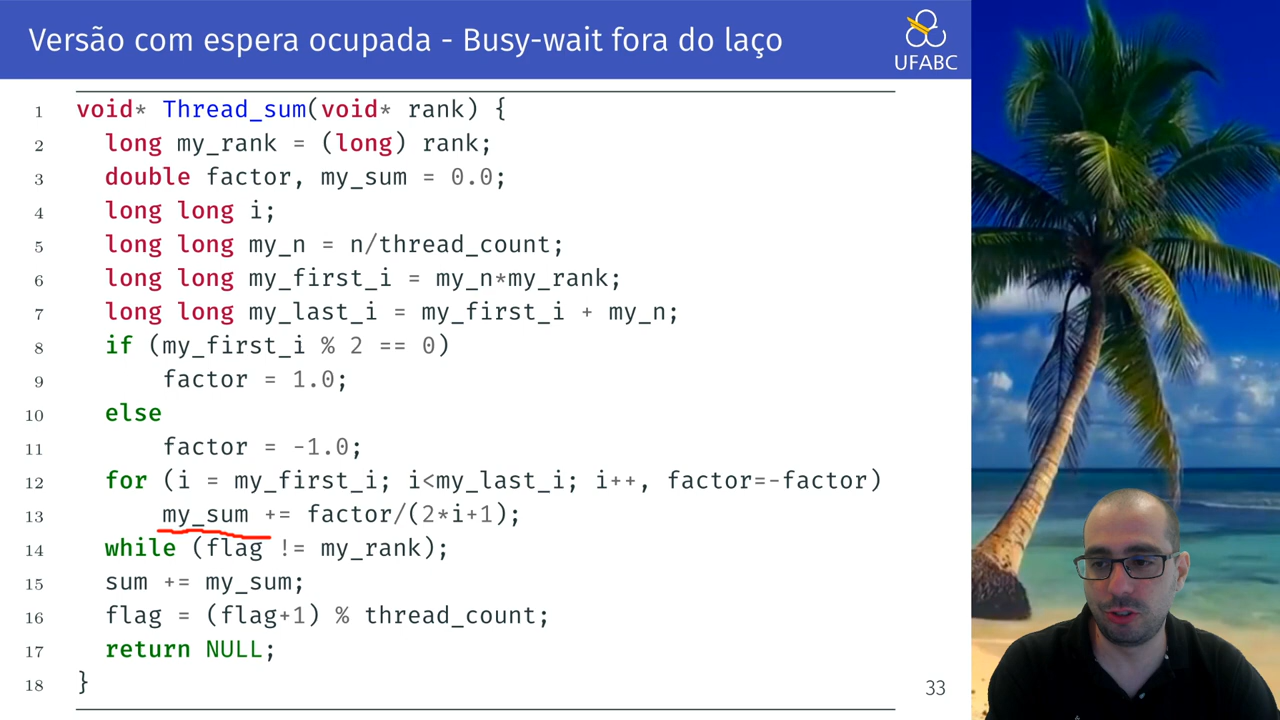 Versão com espera ocupada - Busy-wait fora do laço
UFABC
1 void* Thread_sum(void* rank) {
2 long my_rank = (long) rank;
3 double factor, my_sum = 0.0;
4 long long i;
5 long long my_n = n/thread_count;
6 long long my_first_i = my_n*my_rank;
7 long long my_last_i = my_first_i + my_n;
8 if (my_first_i % 2 == 0)
9 factor = 1.0;
10 else
11 factor = -1.0;
12 for (i = my_first_i; i<my_last_i; i++, factor=-factor)
13 my_sum += factor/(2*i+1);
14 while (flag != my_rank);
15 sum += my_sum;
16 flag = (flag+1) % thread_count;
17 return NULL;
18 }
33